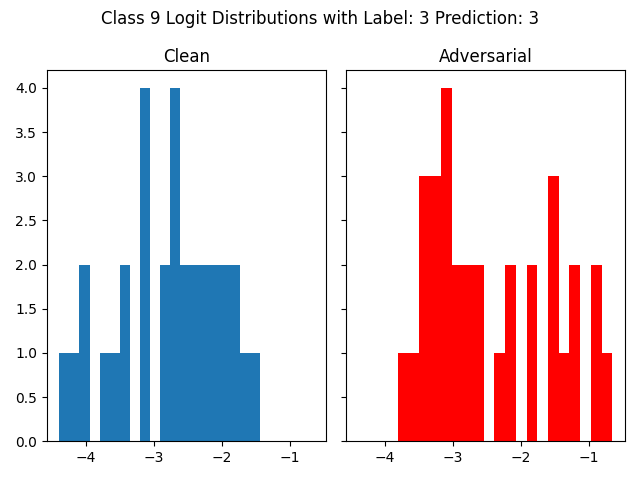 Class 9 Logit Distributions with Label: 3 Prediction: 3
Clean
Adversarial
4.0
3.5
3.0
2.5
2.0
1.5
1.0
0.5
0.0
−4 −3 −2 −1
−4 −3 −2 −1